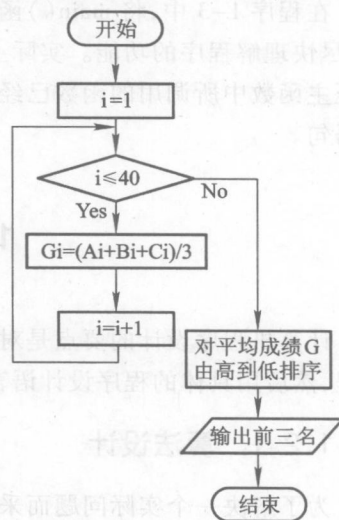 开始
i=1
i≤40
No
Yes
Gi=(Ai+Bi+Ci)/3
i=i+1
对平均成绩G
由高到低排序
输出前三名
结束